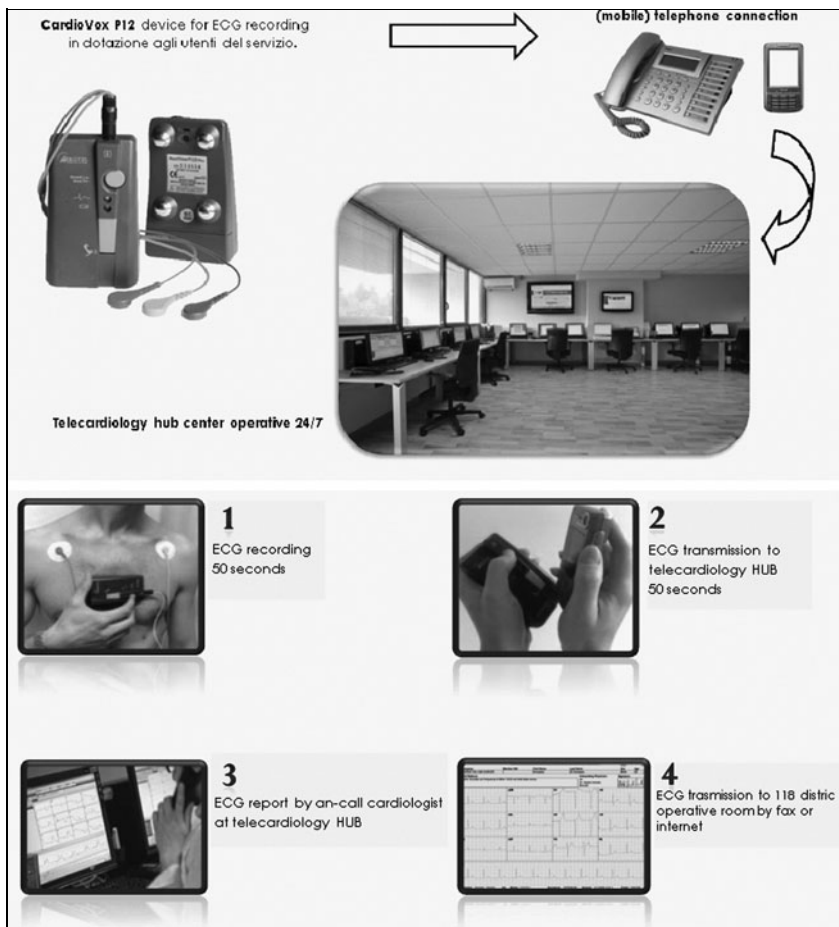 CardioVox P12 device for ECG recording
in dotazione agli utenti del servizio.
(mobile) telephone connection
Telecardiology hub center operative 24/7
1
ECG recording
50 seconds
2
ECG transmission to
telecardiology HUB
50 seconds
3
ECG report by an-call cardiologist
at telecardiology HUB
4
ECG trasmission to 118 distric
operative room by fax or
internet